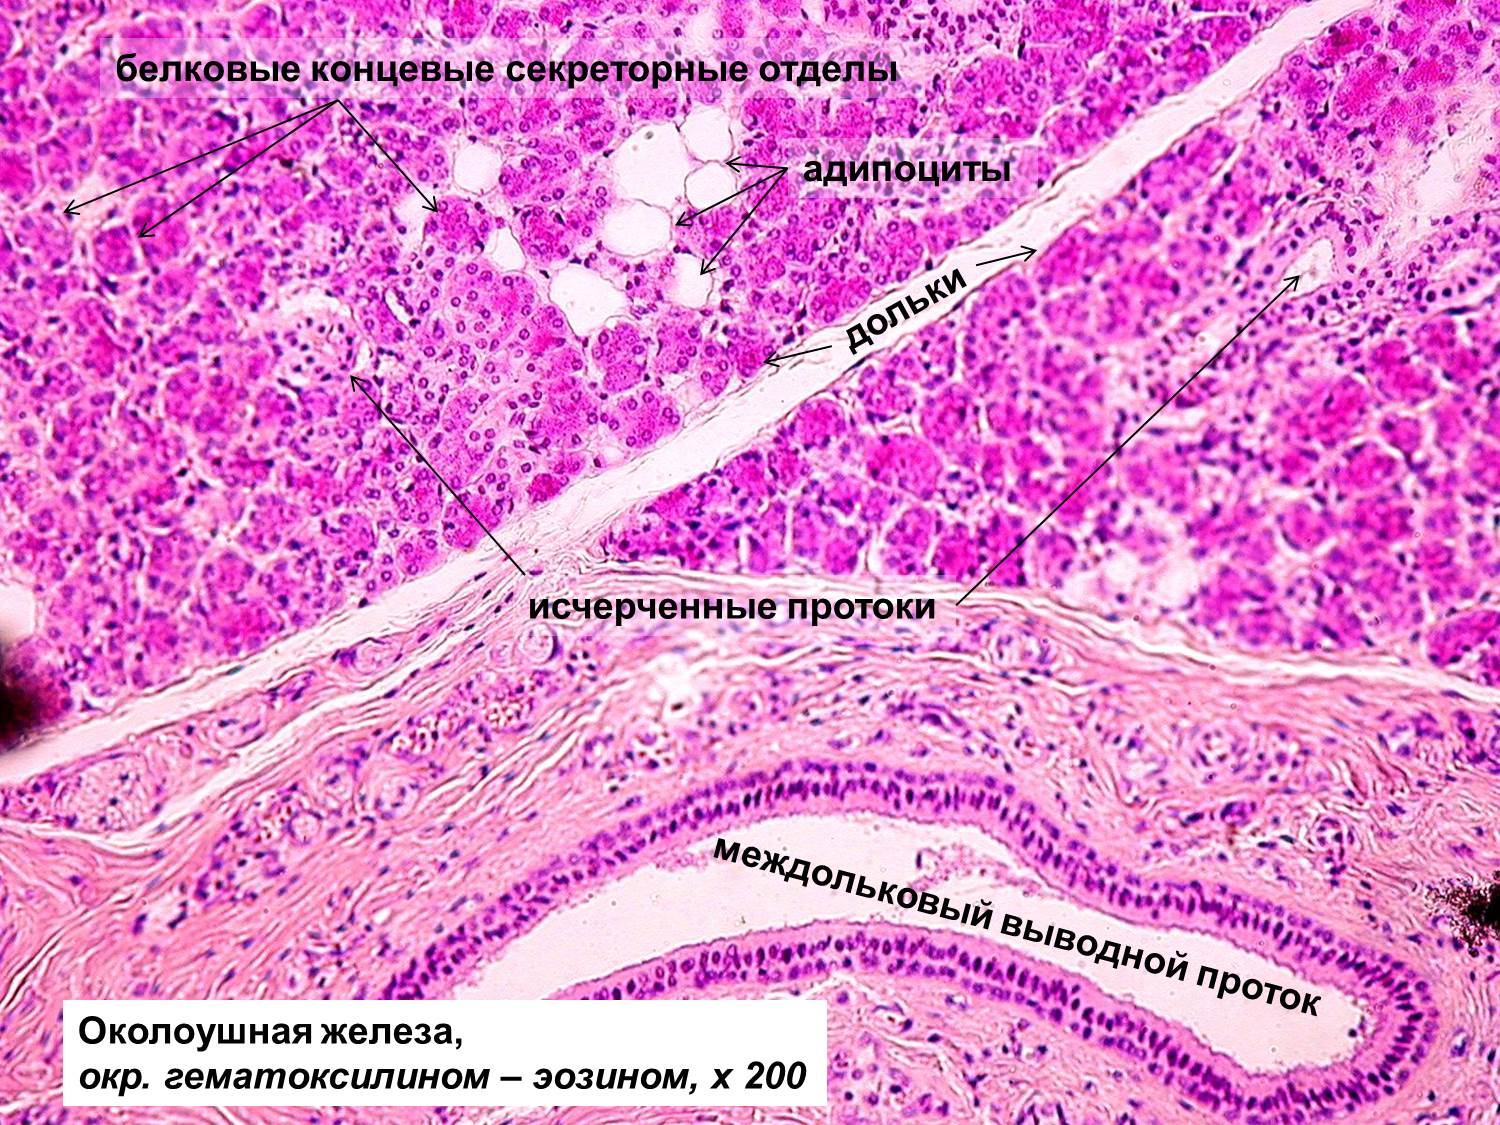 белковые концевые секреторные отделы
адипоциты
дольки
исчерченные протоки
междольковый выводной проток
Околоушная железа,
окр. гематоксилином – эозином, х 200